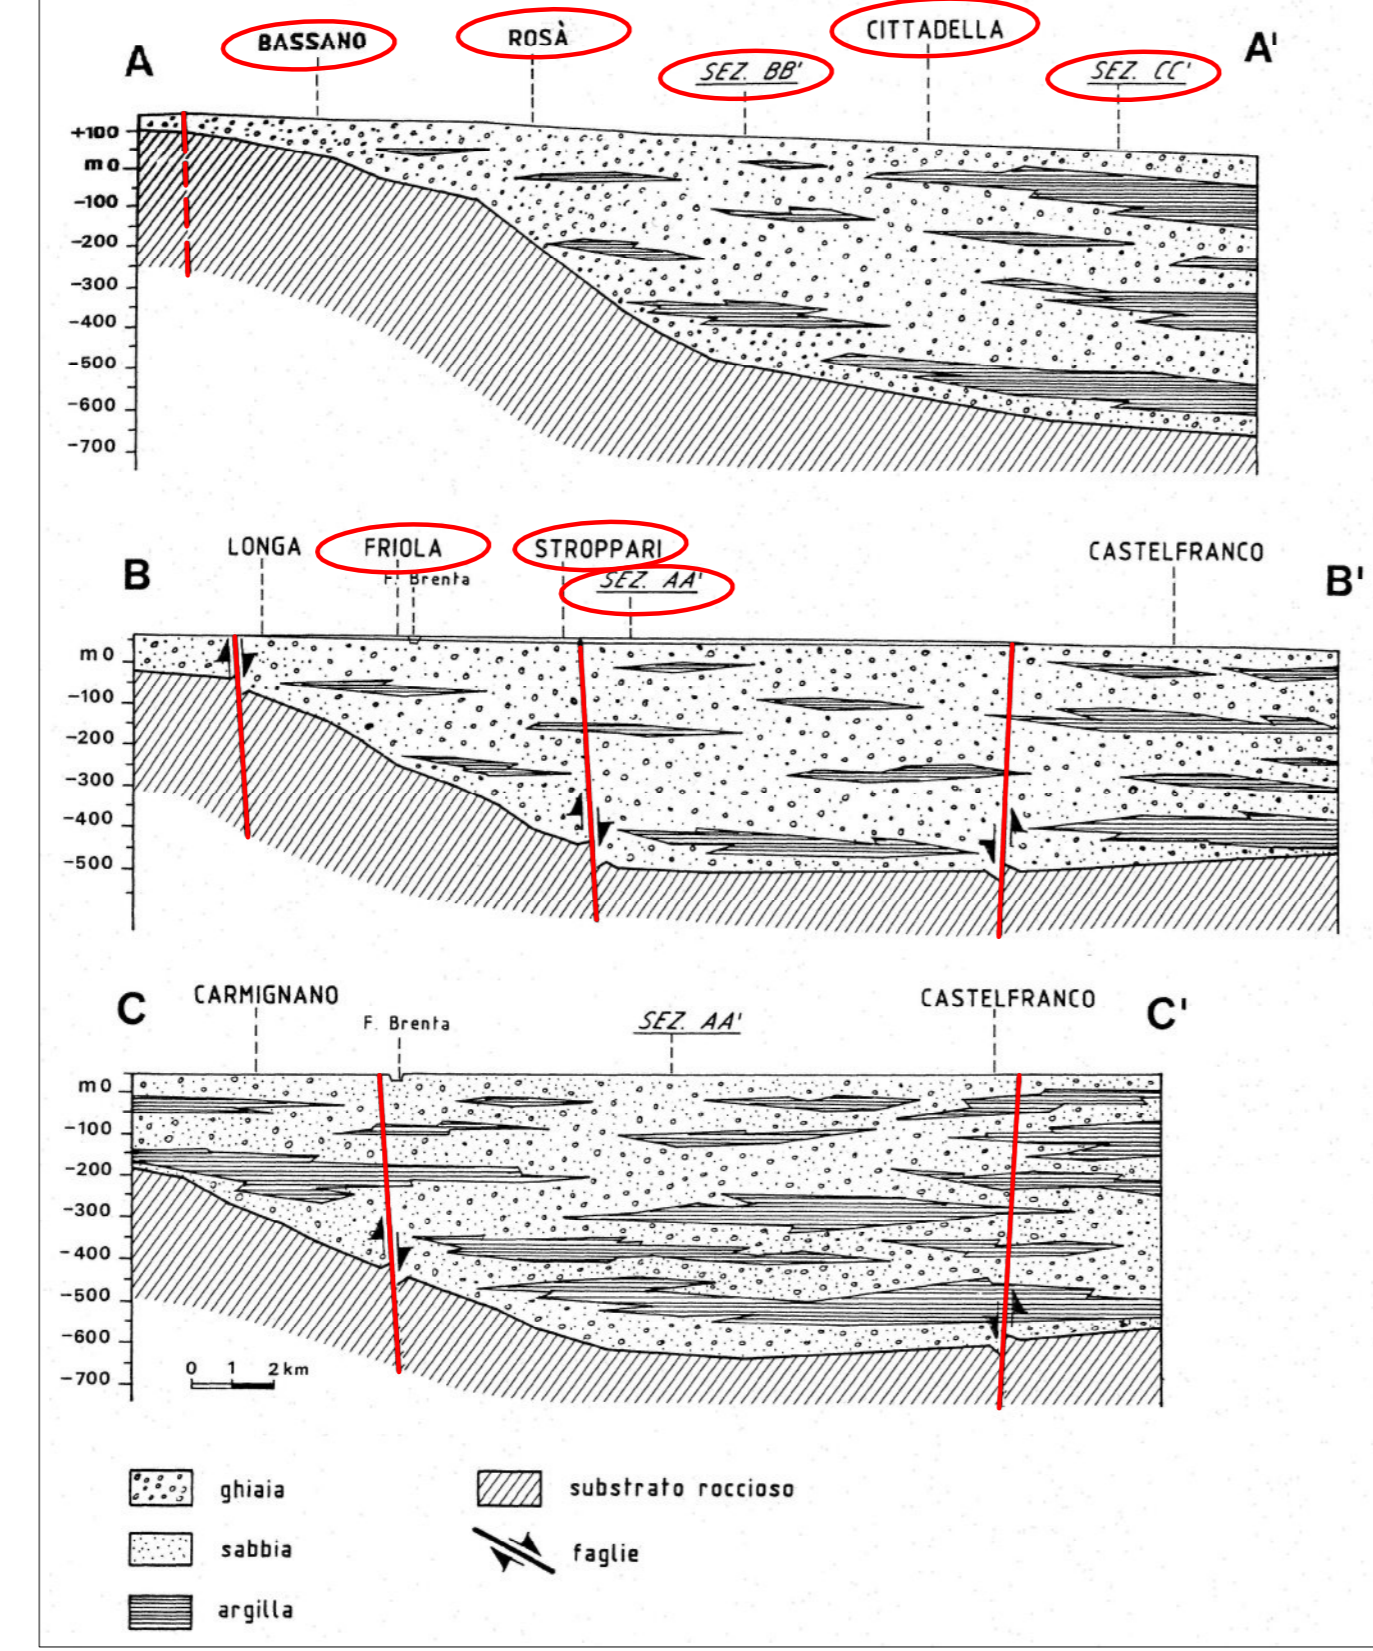 A
BASSANO
ROSÀ
SEZ. BB'
CITTADELLA
SEZ. CC'
A'
+100
m 0
-100
-200
-300
-400
-500
-600
-700
B
LONGA
FRIOLA
F. Brenta
STROPPARI
SEZ. AA'
CASTELFRANCO
B'
m 0
-100
-200
-300
-400
-500
C
CARMIGNANO
F. Brenta
SEZ. AA'
CASTELFRANCO
C'
m 0
-100
-200
-300
-400
-500
-600
-700
0 1 2 km
ghiaia
substrato roccioso
sabbia
faglie
argilla